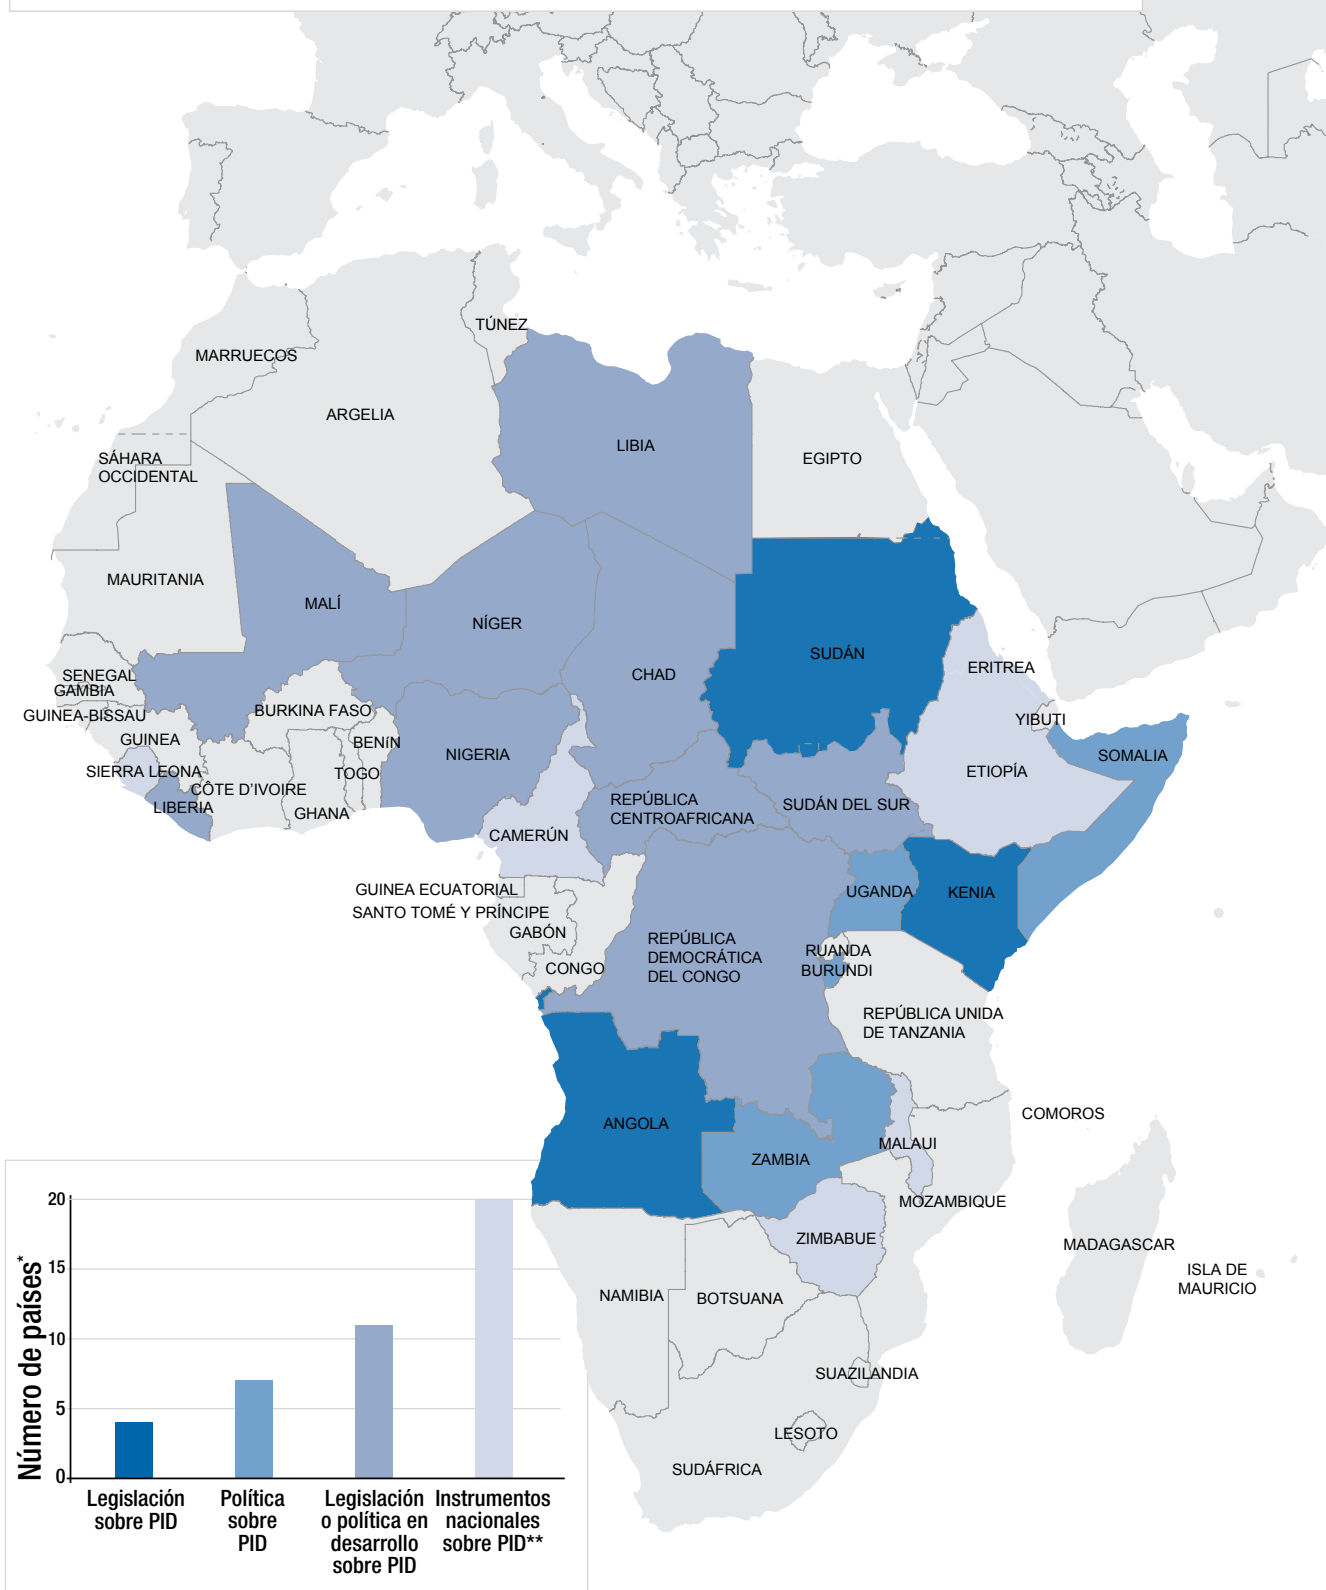 TÚNEZ
MARRUECOS
ARGELIA
LIBIA
EGIPTO
SÁHARA
OCCIDENTAL
MAURITANIA
MALÍ
NÍGER
CHAD
SUDÁN
ERITREA
SENEGAL
GAMBIA
GUINEA-BISSAU
BURKINA FASO
YIBUTI
GUINEA
BENíN
NIGERIA
SOMALIA
SIERRA LEONA
TOGO
ETIOPÍA
CÔTE D'IVOIRE
LIBERIA
GHANA
REPÚBLICA
CENTROAFRICANA
SUDÁN DEL SUR
CAMERÚN
GUINEA ECUATORIAL
UGANDA
KENIA
SANTO TOMÉ Y PRÍNCIPE
GABÓN
REPÚBLICA
DEMOCRÁTICA
DEL CONGO
RUANDA
CONGO
BURUNDI
REPÚBLICA UNIDA
DE TANZANIA
COMOROS
ANGOLA
MALAUI
ZAMBIA
MOZAMBIQUE
ZIMBABUE
MADAGASCAR
ISLA DE
MAURICIO
NAMIBIA
BOTSUANA
SUAZILANDIA
LESOTO
SUDÁFRICA
Número de países*
20
15
10
5
0
Legislación
sobre PID
Política
sobre
PID
Legislación
o política en
desarrollo
sobre PID
Instrumentos
nacionales
sobre PID**